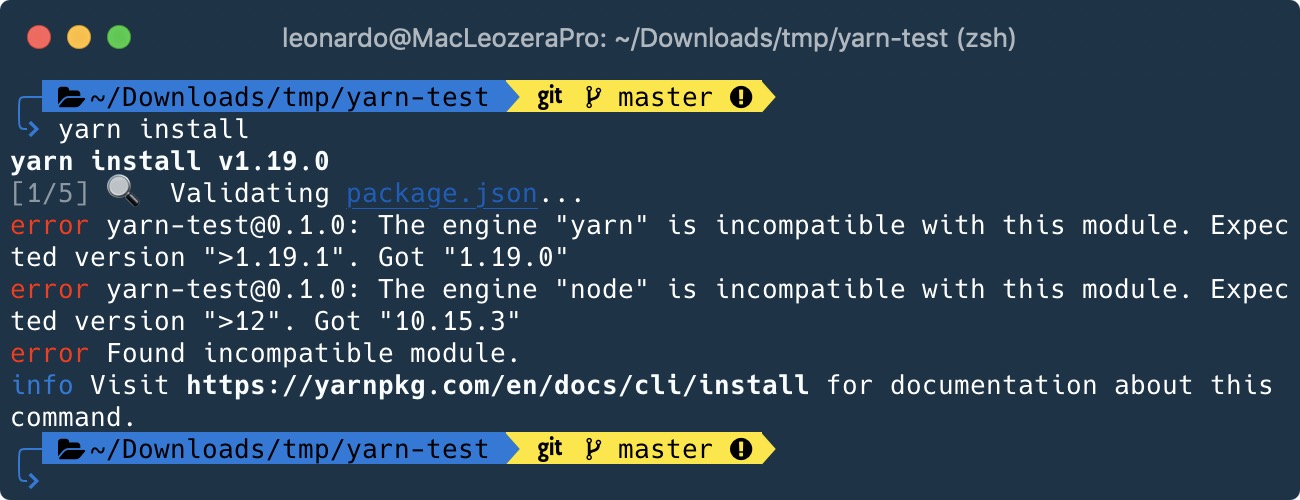 leonardo@MacLeozeraPro: ~/Downloads/tmp/yarn-test (zsh)
~/Downloads/tmp/yarn-test git master
yarn install
yarn install v1.19.0
[1/5] 🔍 Validating package.json...
error yarn-test@0.1.0: The engine "yarn" is incompatible with this module. Expec
ted version ">1.19.1". Got "1.19.0"
error yarn-test@0.1.0: The engine "node" is incompatible with this module. Expec
ted version ">12". Got "10.15.3"
error Found incompatible module.
info Visit https://yarnpkg.com/en/docs/cli/install for documentation about this
command.
~/Downloads/tmp/yarn-test git master